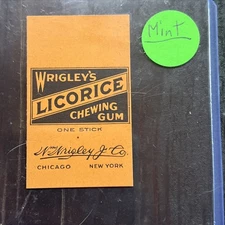 Mint
WRIGLEY'S
LICORICE
CHEWING
GUM
ONE STICK
Wm. Wrigley Jr. Co.
CHICAGO NEW YORK